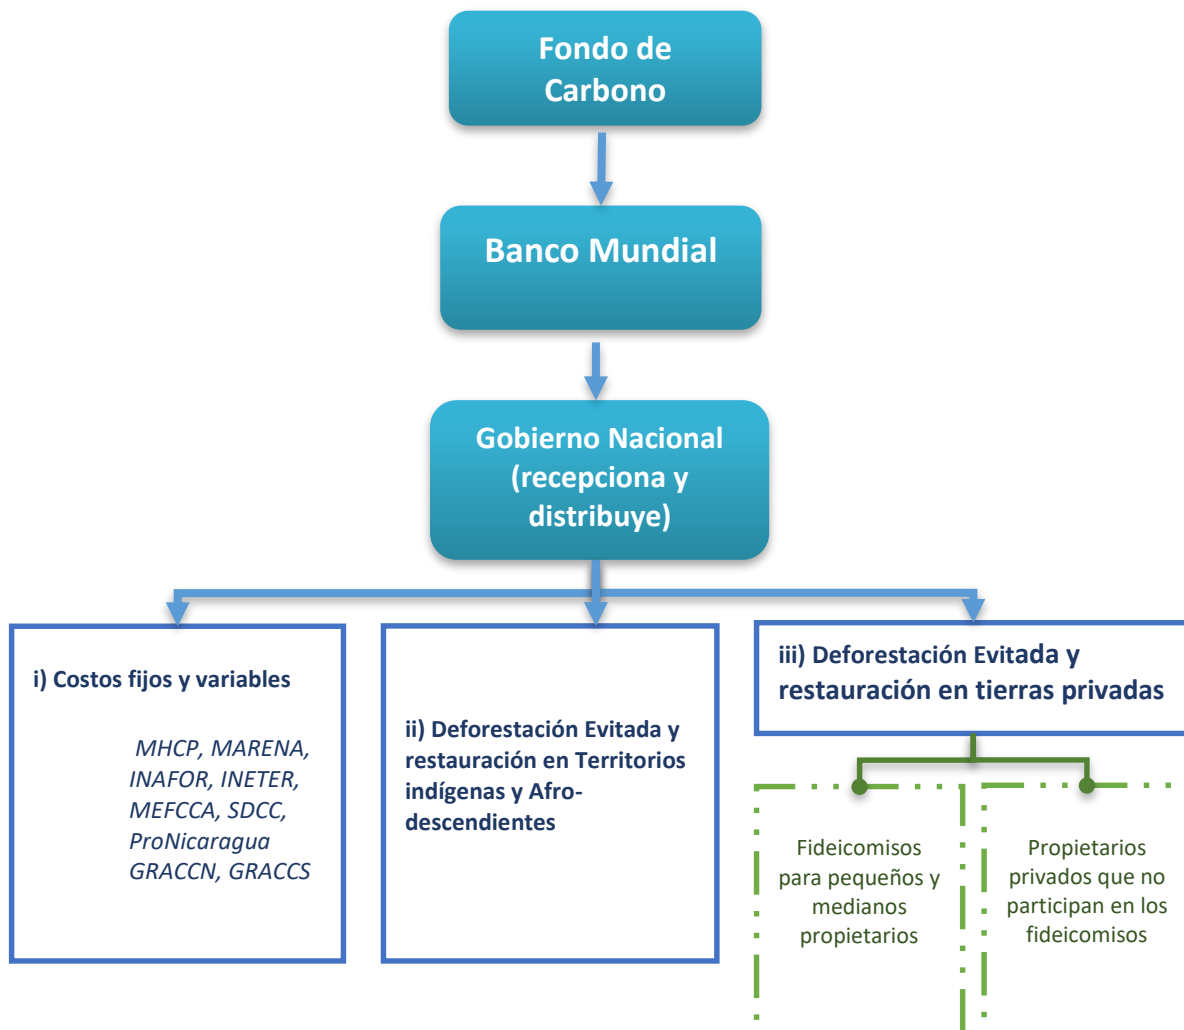 Fondo de
Carbono
Banco Mundial
Gobierno Nacional
(recepciona y
distribuye)
i) Costos fijos y variables
MHCP, MARENA,
INAFOR, INETER,
MEFCCA, SDCC,
ProNicaragua
GRACCN, GRACCS
ii) Deforestación Evitada y
restauración en Territorios
indígenas y Afro-
descendientes
iii) Deforestación Evitada y
restauración en tierras privadas
Fideicomisos
para pequeños y
medianos
propietarios
Propietarios
privados que no
participan en los
fideicomisos